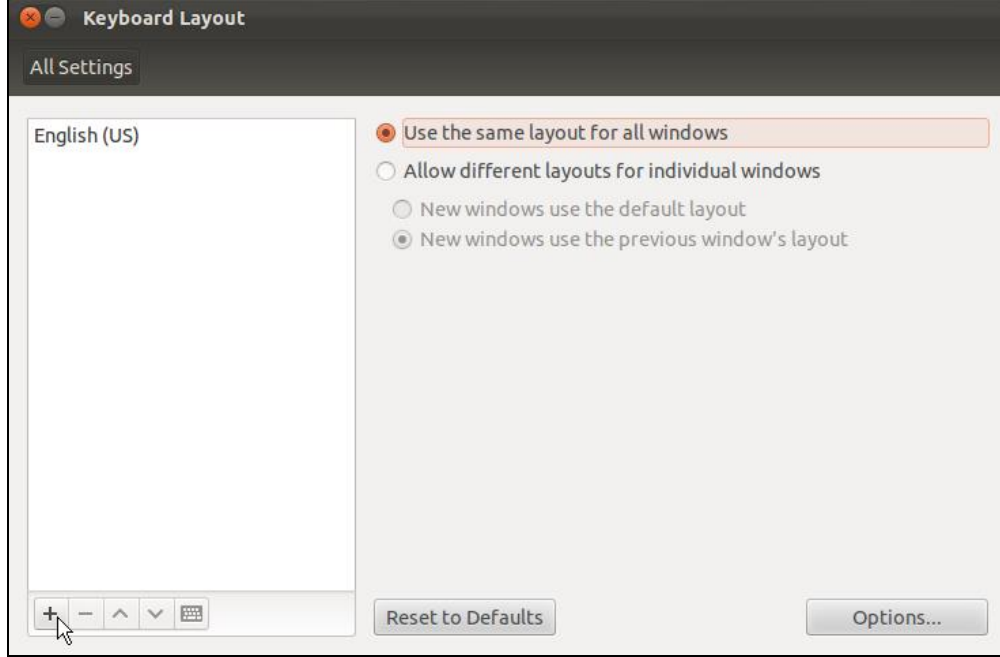 Keyboard Layout
All Settings
English (US)
Use the same layout for all windows
Allow different layouts for individual windows
New windows use the default layout
New windows use the previous window's layout
Reset to Defaults
Options...